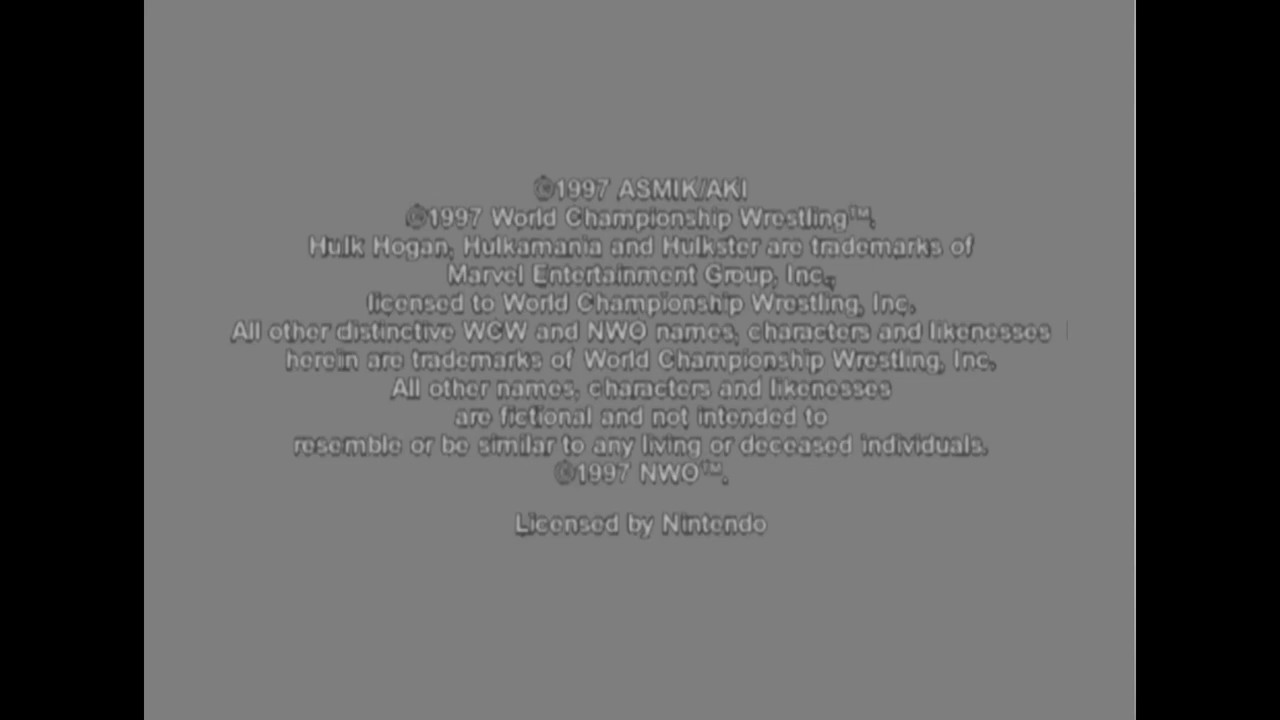 ©1997 ASMIK/AKI
©1997 World Championship Wrestling™.
Hulk Hogan, Hulkamania and Hulkster are trademarks of
Marvel Entertainment Group, Inc.,
licensed to World Championship Wrestling, Inc.
All other distinctive WCW and NWO names, characters and likenesses
herein are trademarks of World Championship Wrestling, Inc.
All other names, characters and likenesses
are fictional and not intended to
resemble or be similar to any living or deceased individuals.
©1997 NWO™.
Licensed by Nintendo